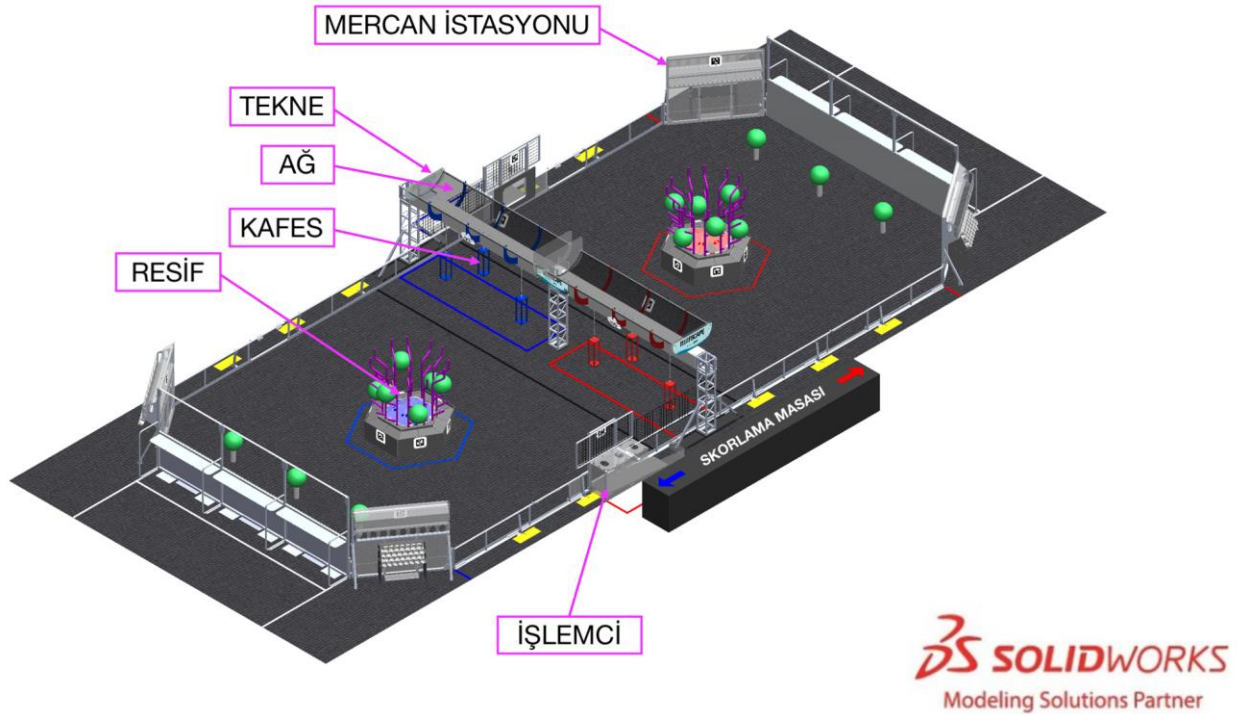 MERCAN İSTASYONU
TEKNE
AĞ
KAFES
RESİF
SKORLAMA MASASI
İŞLEMCİ
SOLIDWORKS
Modeling Solutions Partner